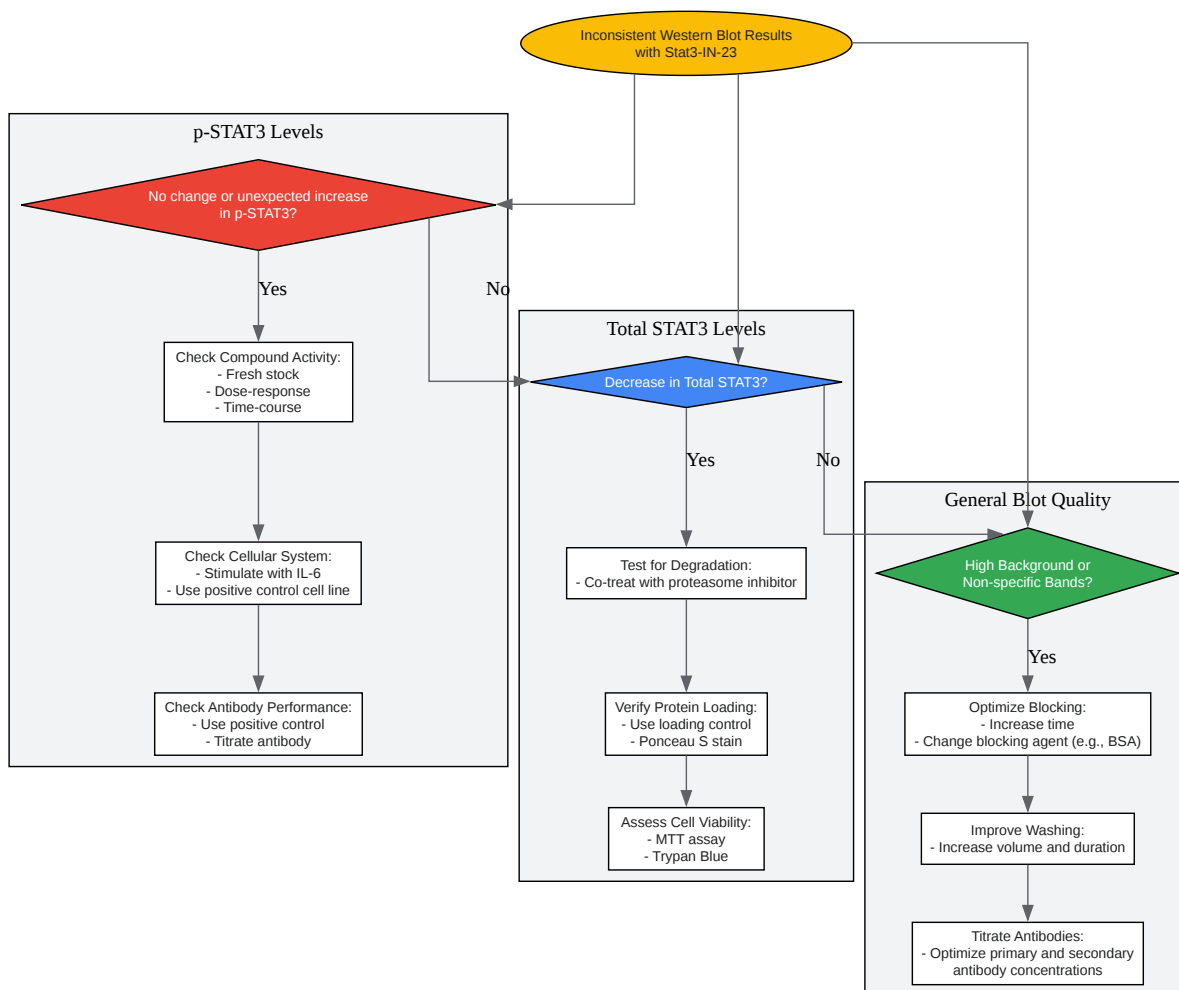 Inconsistent Western Blot Results
with Stat3-IN-23
p-STAT3 Levels
No change or unexpected increase
in p-STAT3?
Yes
No
Check Compound Activity:
- Fresh stock
- Dose-response
- Time-course
Check Cellular System:
- Stimulate with IL-6
- Use positive control cell line
Check Antibody Performance:
- Use positive control
- Titrate antibody
Total STAT3 Levels
Decrease in Total STAT3?
Yes
No
Test for Degradation:
- Co-treat with proteasome inhibitor
Verify Protein Loading:
- Use loading control
- Ponceau S stain
Assess Cell Viability:
- MTT assay
- Trypan Blue
General Blot Quality
High Background or
Non-specific Bands?
Yes
Optimize Blocking:
- Increase time
- Change blocking agent (e.g., BSA)
Improve Washing:
- Increase volume and duration
Titrate Antibodies:
- Optimize primary and secondary
antibody concentrations